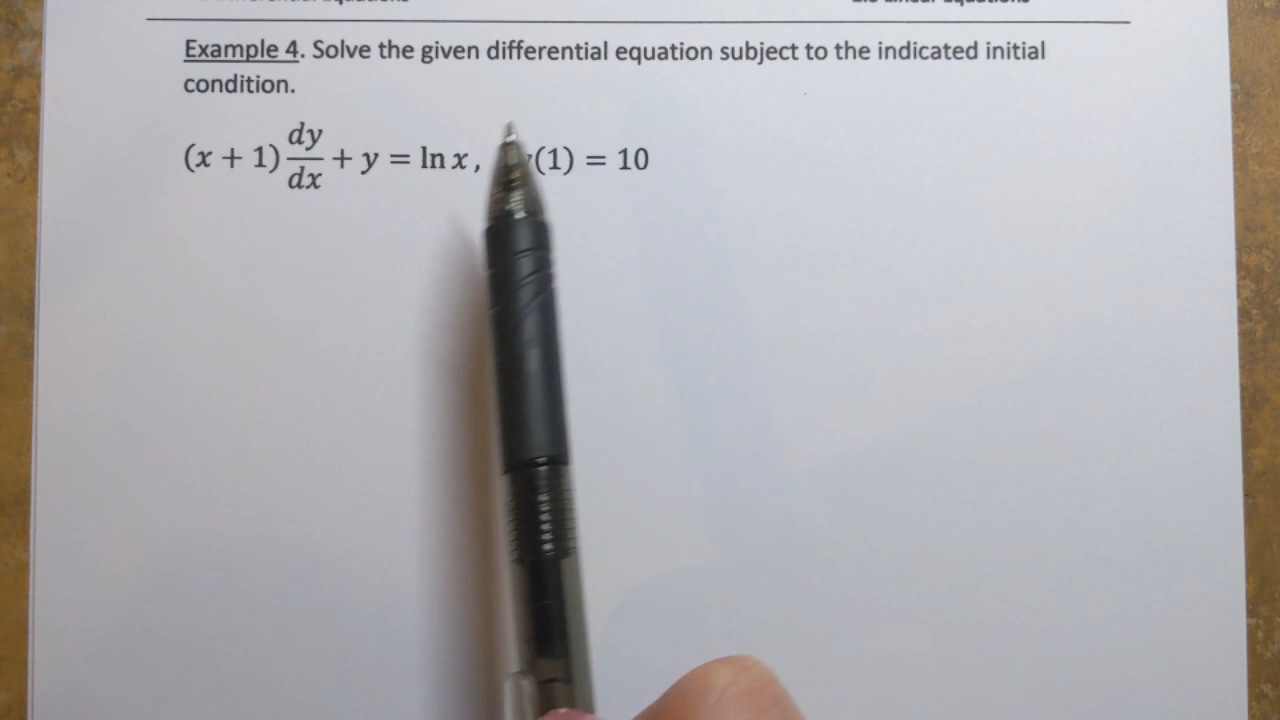 Example 4. Solve the given differential equation subject to the indicated initial
condition.
(x + 1) dy/dx + y = ln x, (1) = 10